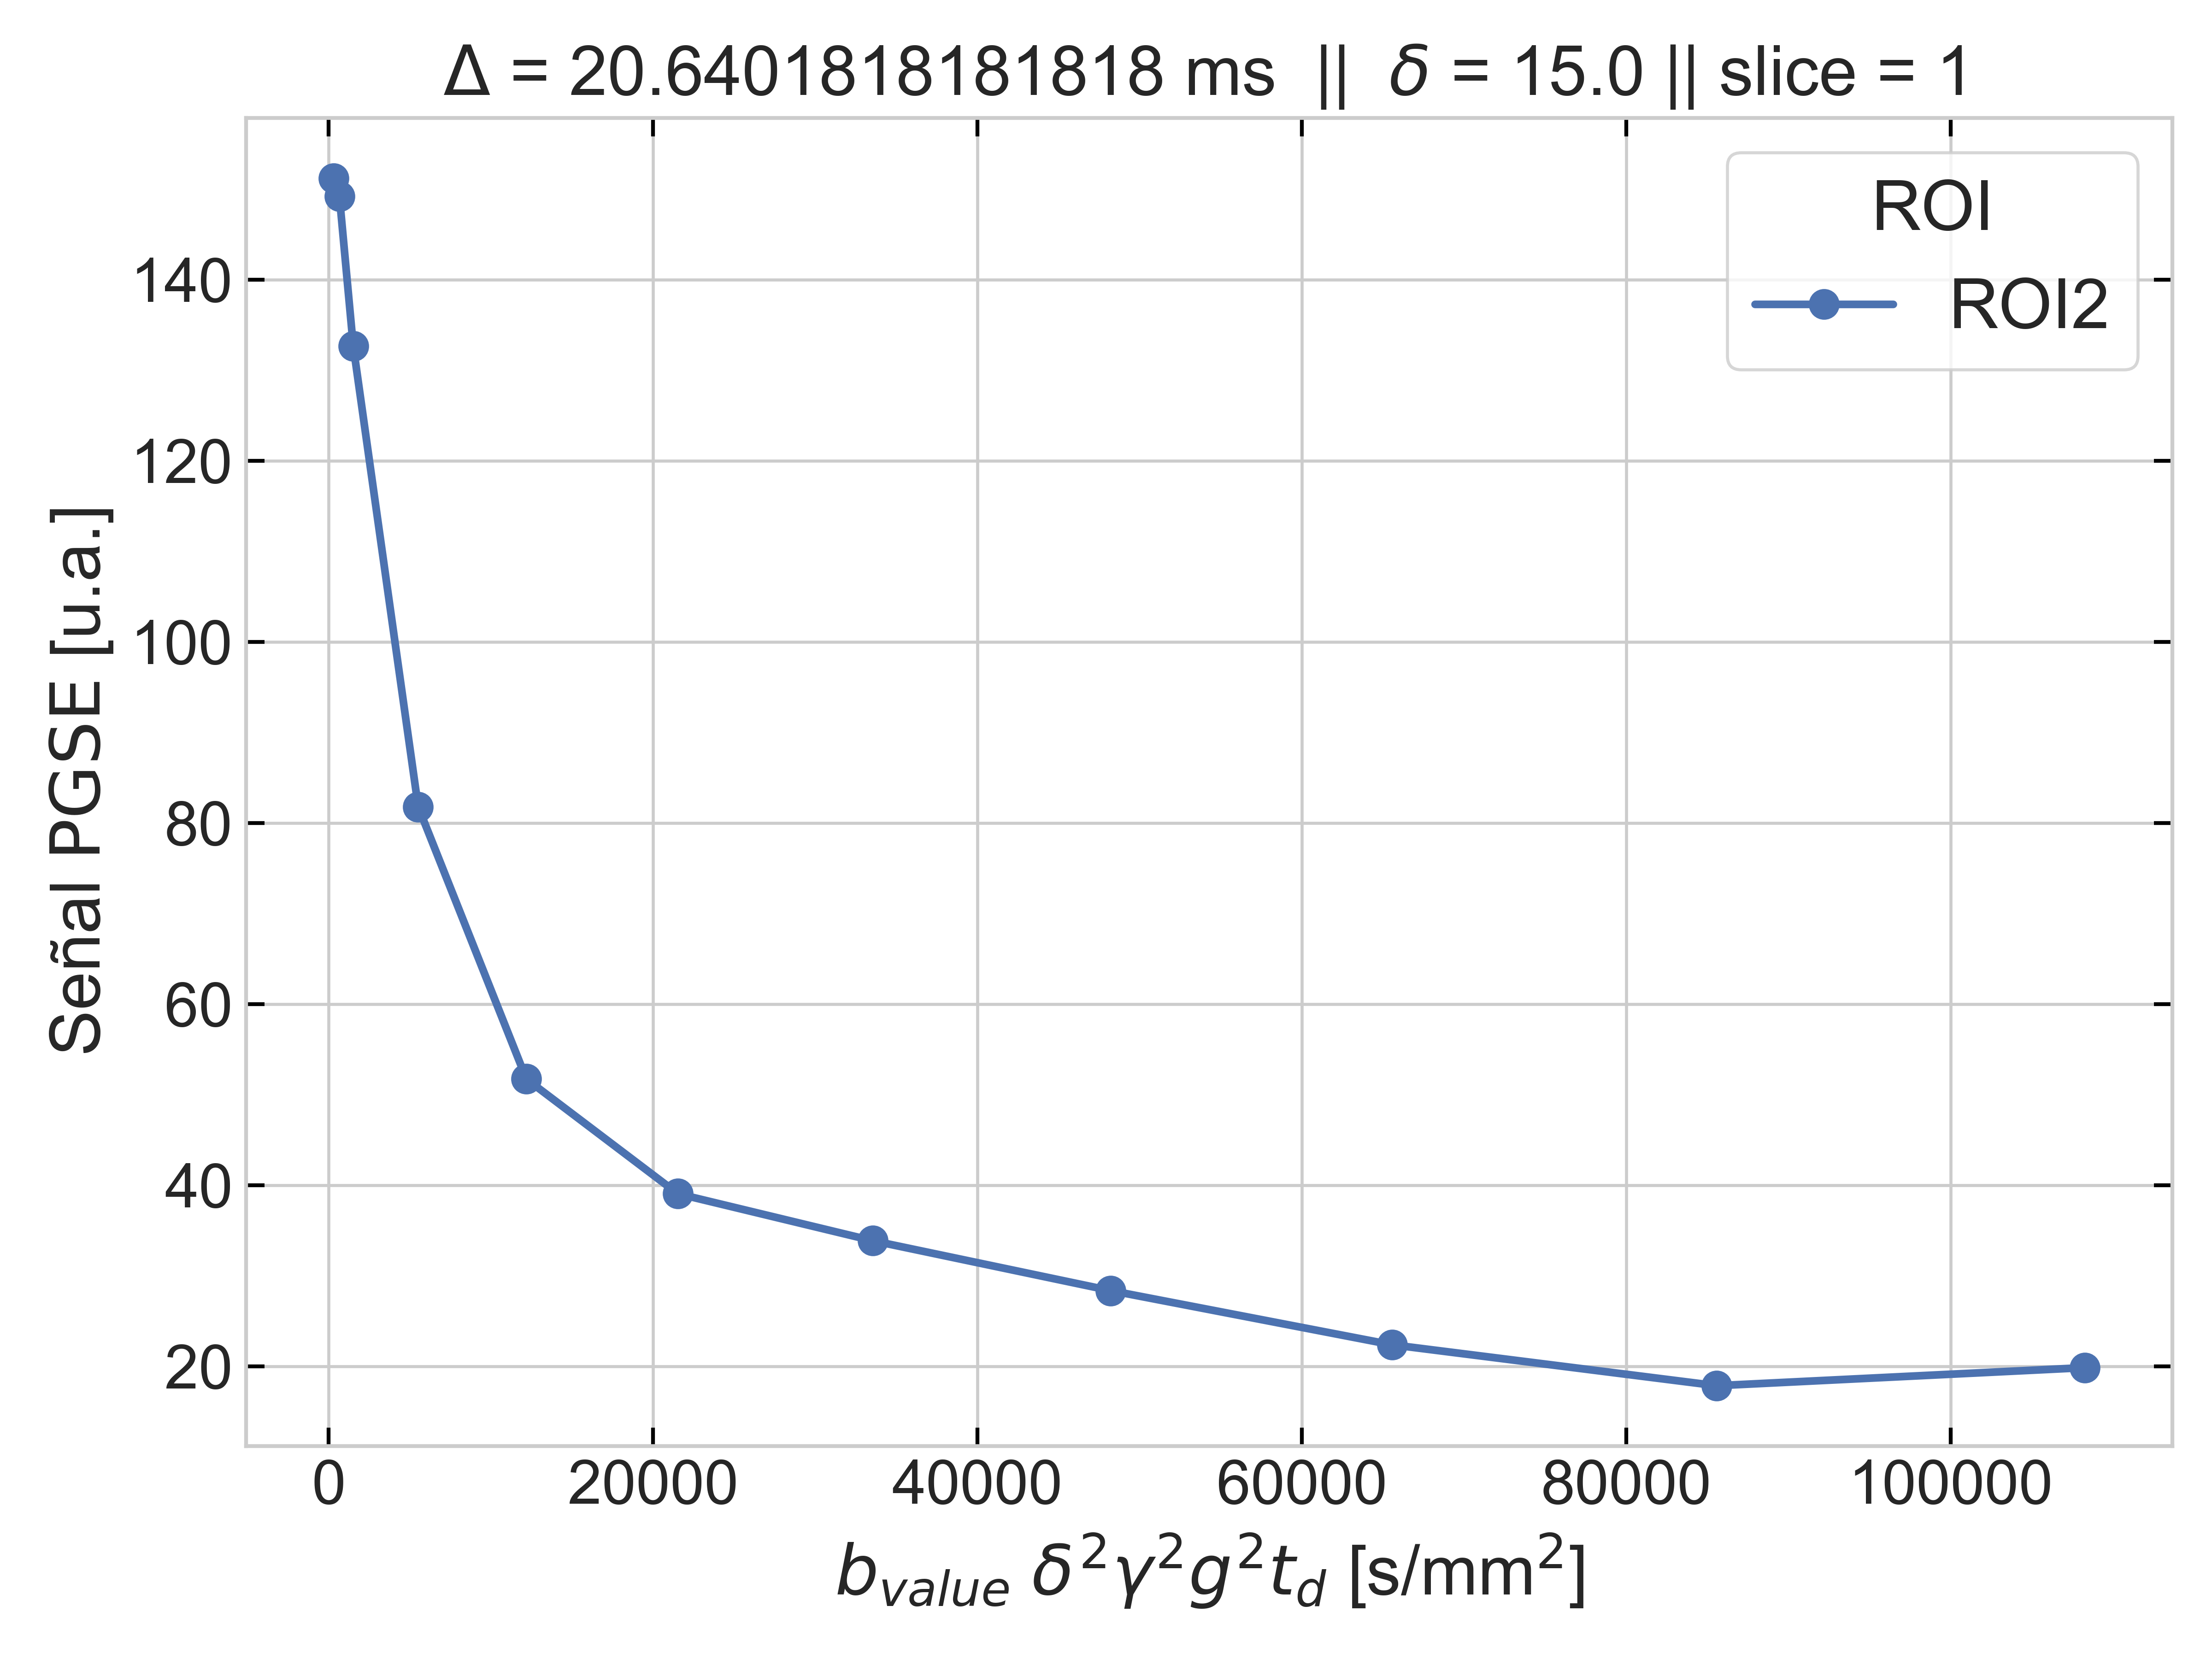 Δ = 20.640181818181818 ms || δ = 15.0 || slice = 1
ROI
ROI2
Señal PGSE [u.a.]
140
120
100
80
60
40
20
0 20000 40000 60000 80000 100000
b_value δ²γ²g²t_d [s/mm²]